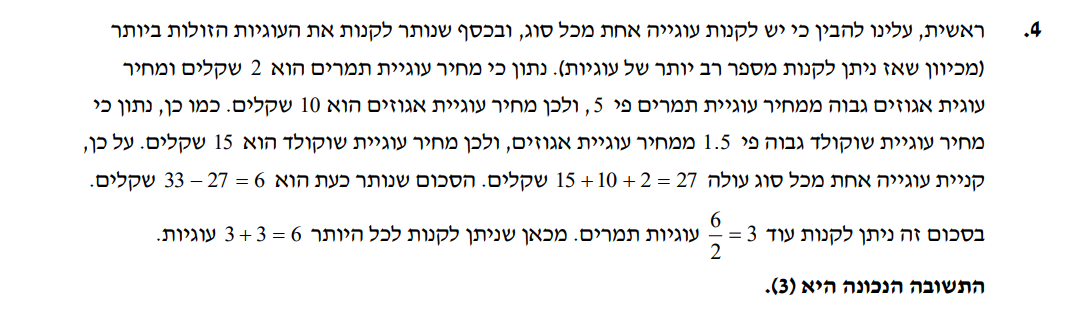 4. ראשית, עלינו להבין כי יש לקנות עוגייה אחת מכל סוג, ובכסף שנותר לקנות את העוגיות הזולות ביותר
(מכיוון שאז ניתן לקנות מספר רב יותר של עוגיות). נתון כי מחיר עוגיית תמרים הוא 2 שקלים ומחיר
עוגית אגוזים גבוה ממחיר עוגיית תמרים פי 5, ולכן מחיר עוגיית אגוזים הוא 10 שקלים. כמו כן, נתון כי
מחיר עוגיית שוקולד גבוה פי 1.5 ממחיר עוגיית אגוזים, ולכן מחיר עוגיית שוקולד הוא 15 שקלים. על כן,
קניית עוגייה אחת מכל סוג עולה 15 + 10 + 2 = 27 שקלים. הסכום שנותר כעת הוא 33 − 27 = 6 שקלים.
בסכום זה ניתן לקנות עוד 6/2 = 3 עוגיות תמרים. מכאן שניתן לקנות לכל היותר 3 + 3 = 6 עוגיות.
התשובה הנכונה היא (3).